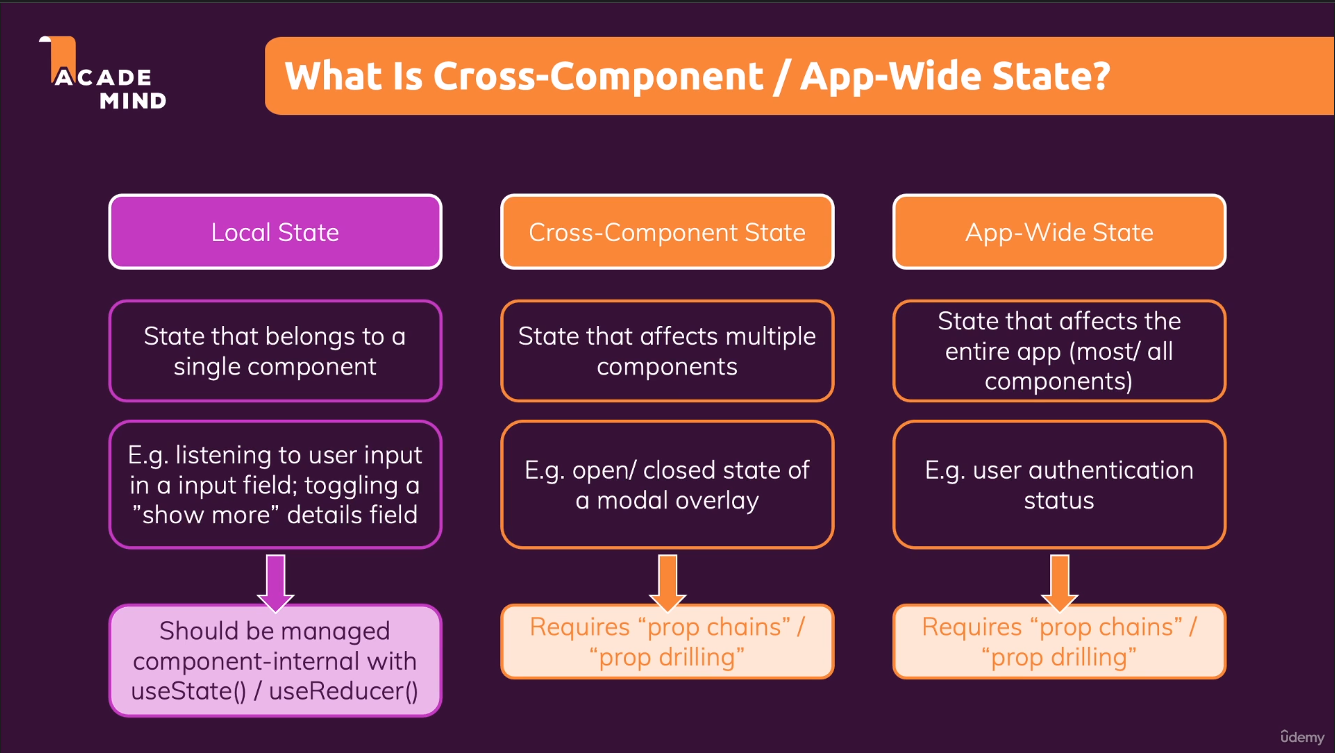 ACADE
MIND
What Is Cross-Component / App-Wide State?
Local State
State that belongs to a
single component
E.g. listening to user input
in a input field; toggling a
”show more” details field
Should be managed
component-internal with
useState() / useReducer()
Cross-Component State
State that affects multiple
components
E.g. open/ closed state of
a modal overlay
Requires “prop chains” /
“prop drilling”
App-Wide State
State that affects the
entire app (most/ all
components)
E.g. user authentication
status
Requires “prop chains” /
“prop drilling”
ûdemy